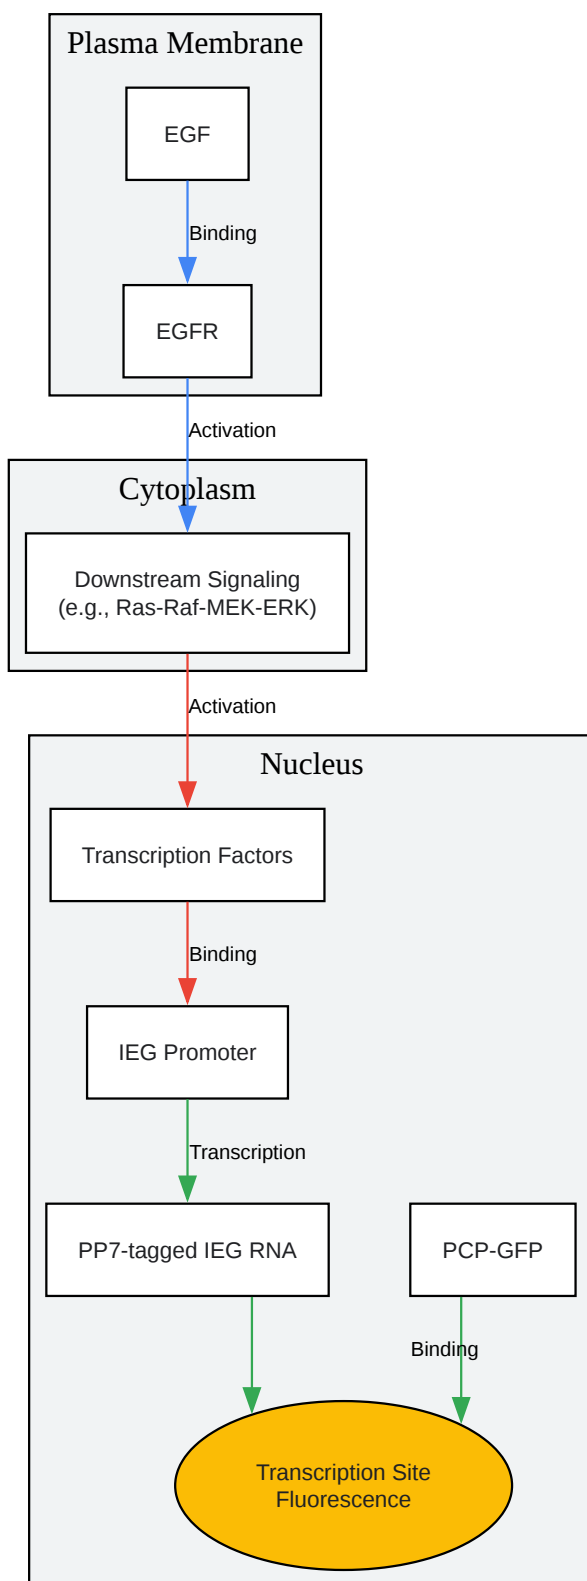 Plasma Membrane
EGF
Binding
EGFR
Activation
Cytoplasm
Downstream Signaling
(e.g., Ras-Raf-MEK-ERK)
Activation
Nucleus
Transcription Factors
Binding
IEG Promoter
Transcription
PP7-tagged IEG RNA
PCP-GFP
Binding
Transcription Site
Fluorescence